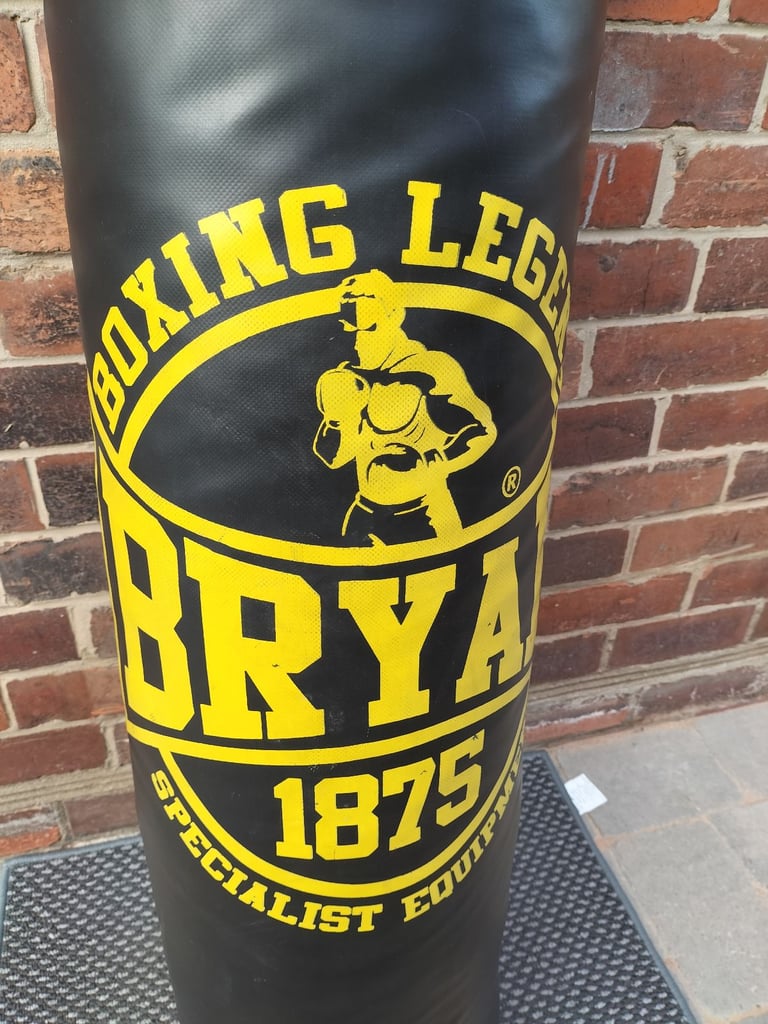 BOXING LEGE
®
BRYA
1875
SPECIALIST EQUIPM